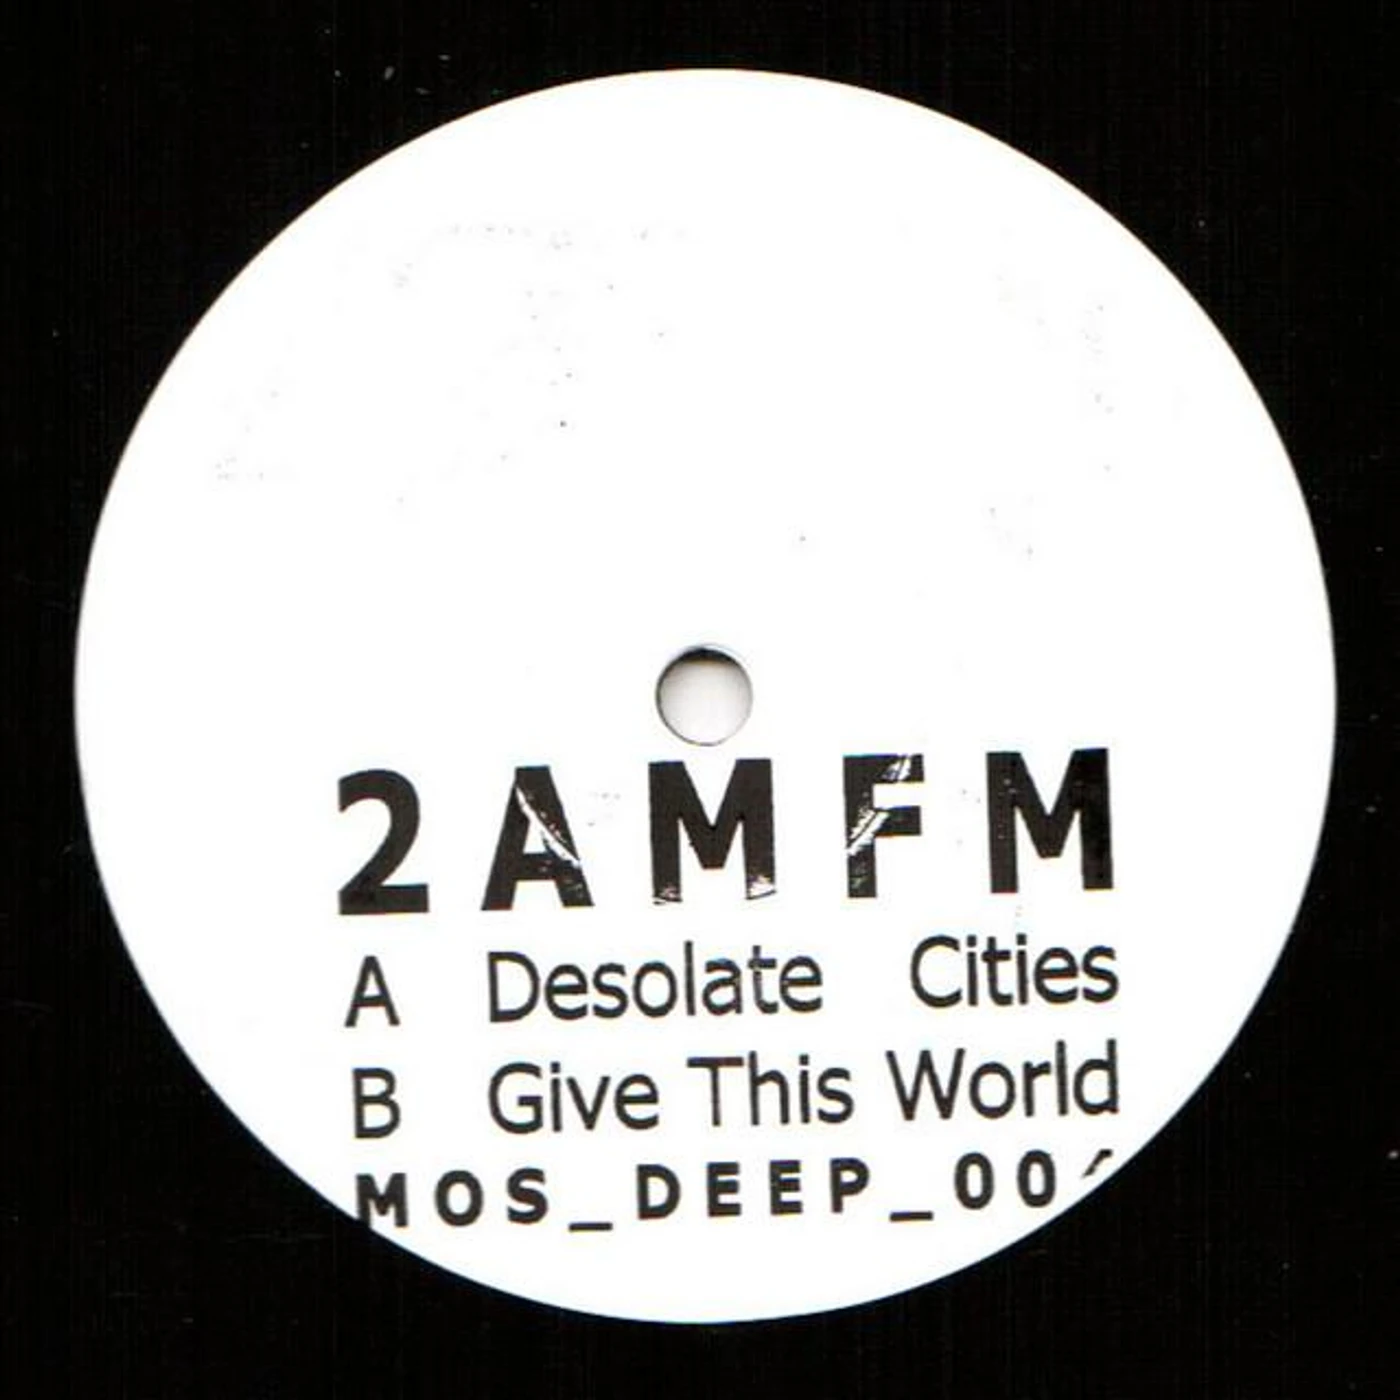 2AMFM
A Desolate Cities
B Give This World
MOS_DEEP_00